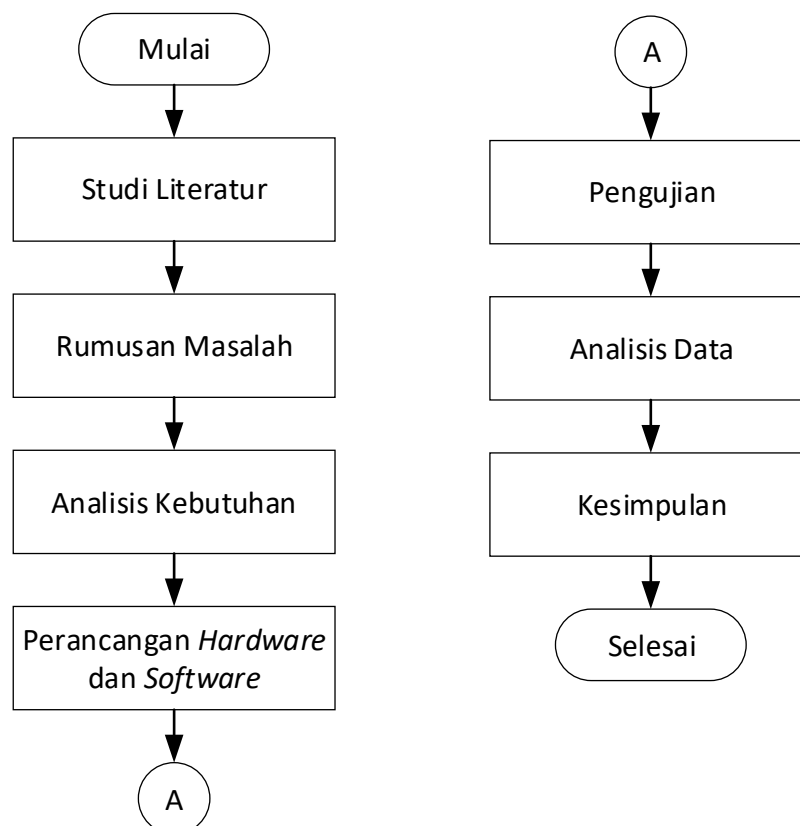 Mulai
Studi Literatur
Rumusan Masalah
Analisis Kebutuhan
Perancangan Hardware
dan Software
A
A
Pengujian
Analisis Data
Kesimpulan
Selesai